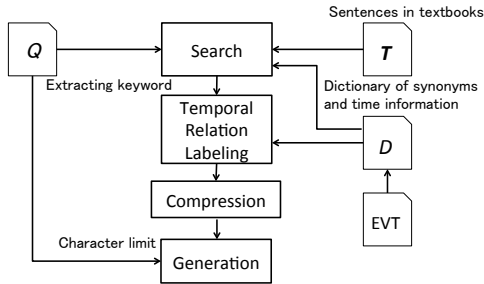 Sentences in textbooks
Q
Search
T
Extracting keyword
Dictionary of synonyms
and time information
Temporal
Relation
Labeling
D
Compression
EVT
Character limit
Generation